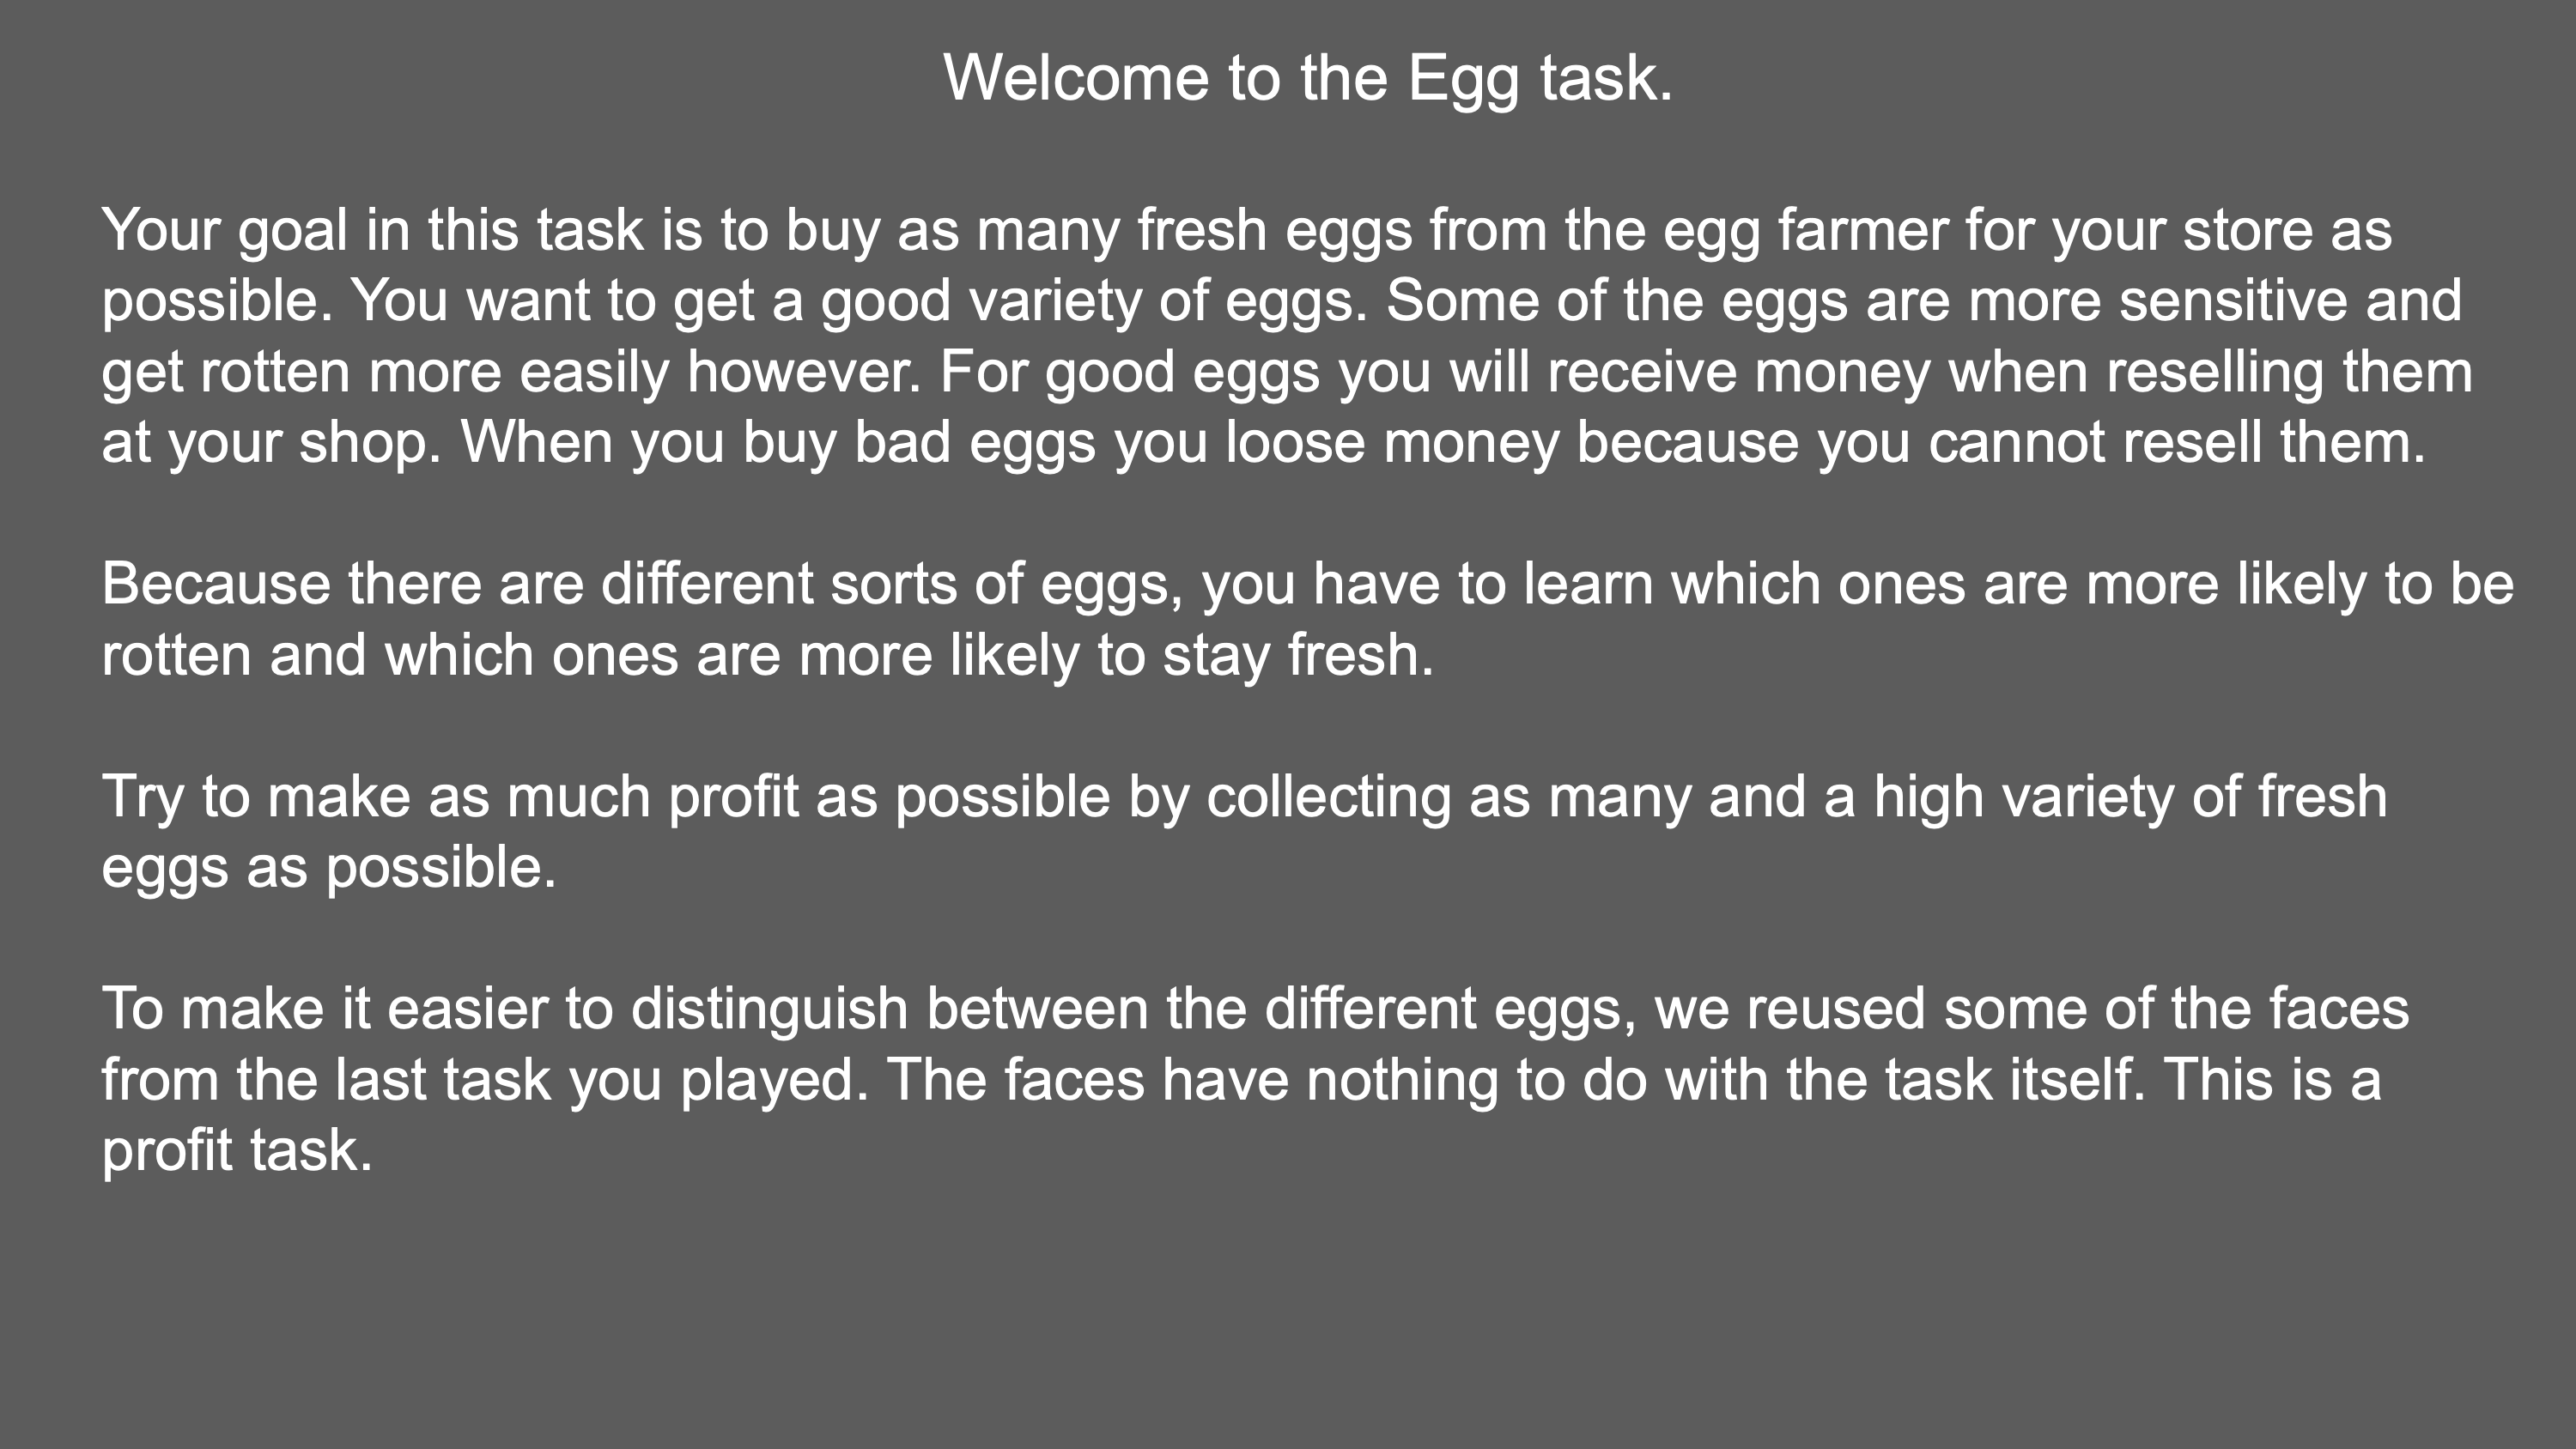 Welcome to the Egg task.
Your goal in this task is to buy as many fresh eggs from the egg farmer for your store as
possible. You want to get a good variety of eggs. Some of the eggs are more sensitive and
get rotten more easily however. For good eggs you will receive money when reselling them
at your shop. When you buy bad eggs you loose money because you cannot resell them.
Because there are different sorts of eggs, you have to learn which ones are more likely to be
rotten and which ones are more likely to stay fresh.
Try to make as much profit as possible by collecting as many and a high variety of fresh
eggs as possible.
To make it easier to distinguish between the different eggs, we reused some of the faces
from the last task you played. The faces have nothing to do with the task itself. This is a
profit task.